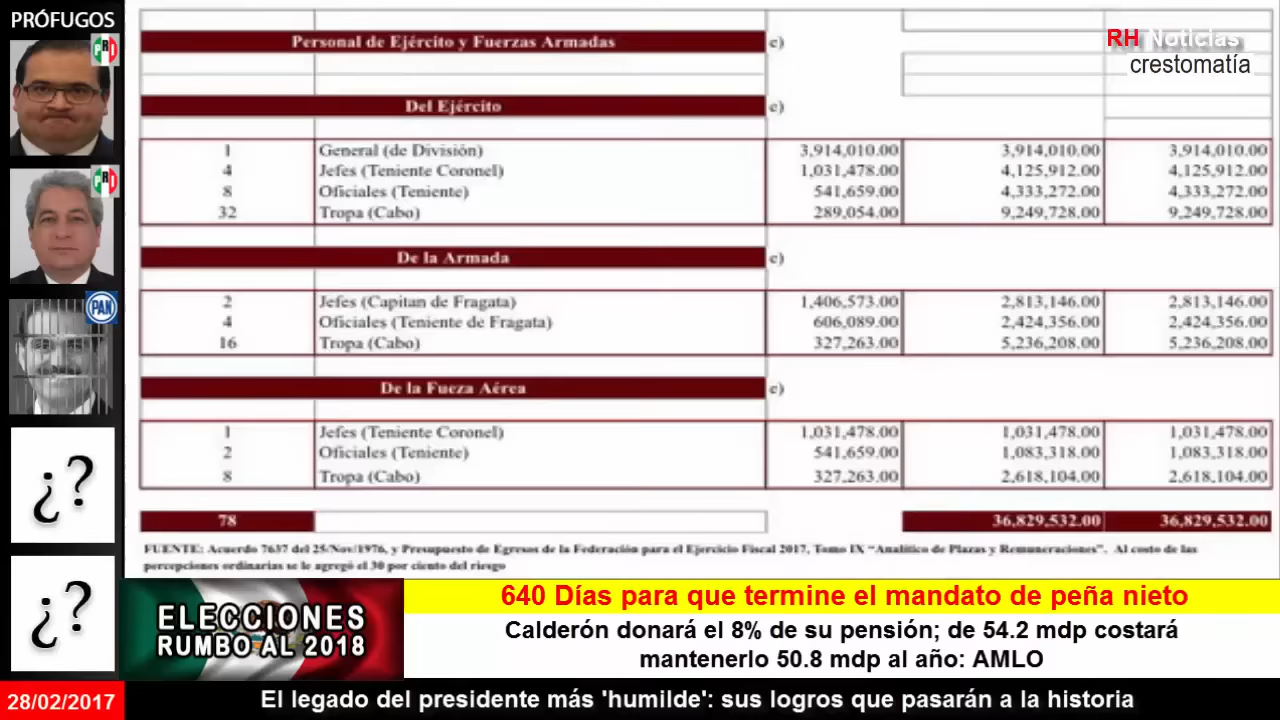 PRÓFUGOS
PRI
PRI
PAN
¿?
¿?
28/02/2017
RH Noticias
crestomatía
Personal de Ejército y Fuerzas Armadas e)
Del Ejército e)
1 General (de División) 3,914,010.00 3,914,010.00 3,914,010.00
4 Jefes (Teniente Coronel) 1,031,478.00 4,125,912.00 4,125,912.00
8 Oficiales (Teniente) 541,659.00 4,333,272.00 4,333,272.00
32 Tropa (Cabo) 289,054.00 9,249,728.00 9,249,728.00
De la Armada e)
2 Jefes (Capitan de Fragata) 1,406,573.00 2,813,146.00 2,813,146.00
4 Oficiales (Teniente de Fragata) 606,089.00 2,424,356.00 2,424,356.00
16 Tropa (Cabo) 327,263.00 5,236,208.00 5,236,208.00
De la Fueza Aérea e)
1 Jefes (Teniente Coronel) 1,031,478.00 1,031,478.00 1,031,478.00
2 Oficiales (Teniente) 541,659.00 1,083,318.00 1,083,318.00
8 Tropa (Cabo) 327,263.00 2,618,104.00 2,618,104.00
78 36,829,532.00 36,829,532.00
FUENTE: Acuerdo 7637 del 25/Nov/1976, y Presupuesto de Egresos de la Federación para el Ejercicio Fiscal 2017, Tomo IX “Analítico de Plazas y Remuneraciones”. Al costo de las
percepciones ordinarias se le agregó el 30 por ciento del riesgo
ELECCIONES
RUMBO AL 2018
640 Días para que termine el mandato de peña nieto
Calderón donará el 8% de su pensión; de 54.2 mdp costará
mantenerlo 50.8 mdp al año: AMLO
El legado del presidente más 'humilde': sus logros que pasarán a la historia